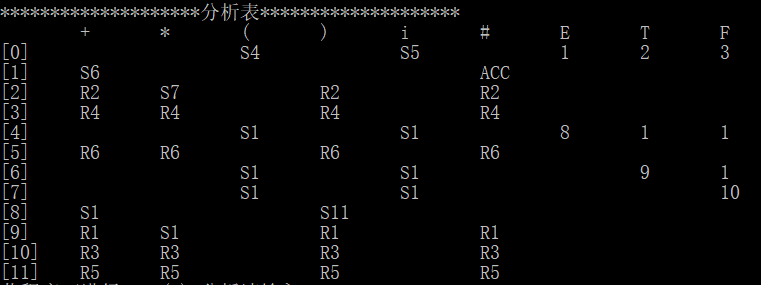 ********************分析表********************
+ * ( ) i # E T F
[0] S4 S5 1 2 3
[1] S6 ACC
[2] R2 S7 R2 R2
[3] R4 R4 R4 R4
[4] S1 S1 8 1 1
[5] R6 R6 R6 R6
[6] S1 S1 9 1
[7] S1 S1 10
[8] S1 S11
[9] R1 S1 R1 R1
[10] R3 R3 R3 R3
[11] R5 R5 R5 R5